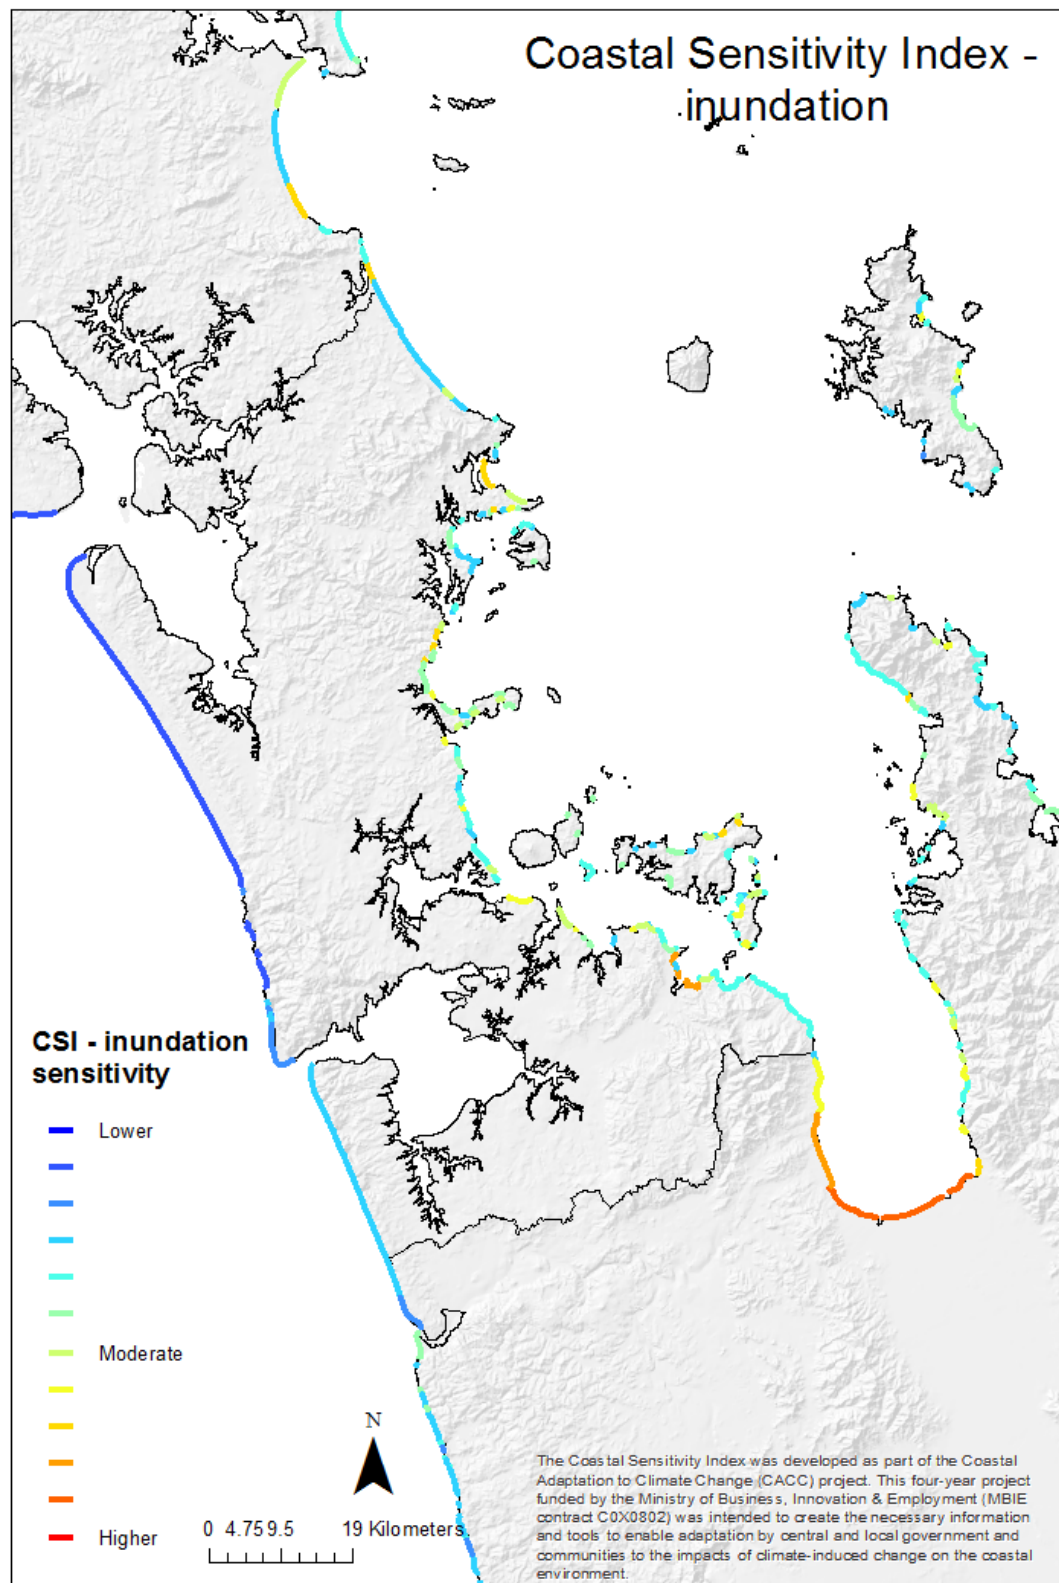 Coastal Sensitivity Index -
inundation
CSI - inundation
sensitivity
Lower
Moderate
Higher
N
0 4.75 9.5 19 Kilometers
The Coastal Sensitivity Index was developed as part of the Coastal
Adaptation to Climate Change (CACC) project. This four-year project
funded by the Ministry of Business, Innovation & Employment (MBIE
contract C0X0802) was intended to create the necessary information
and tools to enable adaptation by central and local government and
communities to the impacts of climate-induced change on the coastal
environment.